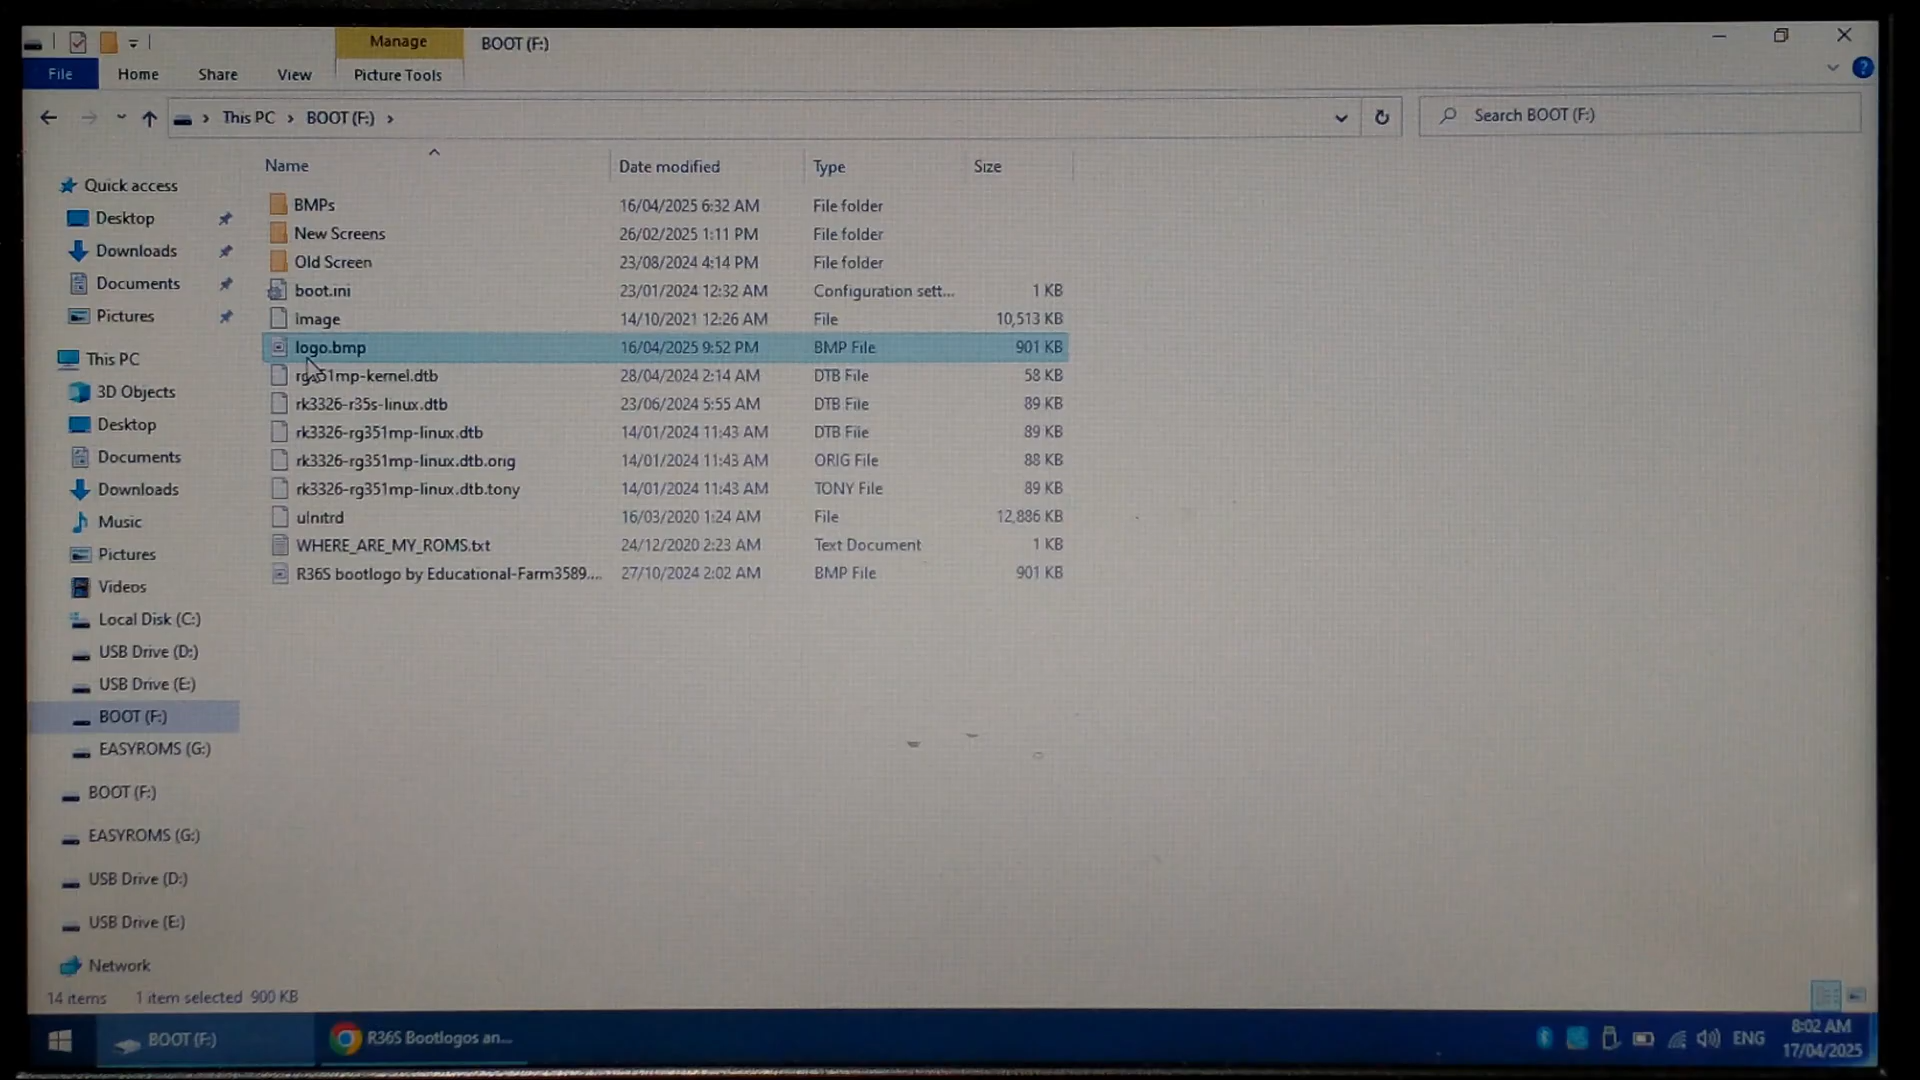 Manage
BOOT (F:)
File
Home
Share
View
Picture Tools
This PC
BOOT (F:)
Search BOOT (F:)
Name
Date modified
Type
Size
Quick access
Desktop
Downloads
Documents
Pictures
This PC
3D Objects
Desktop
Documents
Downloads
Music
Pictures
Videos
Local Disk (C:)
USB Drive (D:)
USB Drive (E:)
BOOT (F:)
EASYROMS (G:)
BOOT (F:)
EASYROMS (G:)
USB Drive (D:)
USB Drive (E:)
Network
BMPs 16/04/2025 6:32 AM File folder
New Screens 26/02/2025 1:11 PM File folder
Old Screen 23/08/2024 4:14 PM File folder
boot.ini 23/01/2024 12:32 AM Configuration sett... 1 KB
Image 14/10/2021 12:26 AM File 10,513 KB
logo.bmp 16/04/2025 9:52 PM BMP File 901 KB
rg351mp-kernel.dtb 28/04/2024 2:14 AM DTB File 58 KB
rk3326-r35s-linux.dtb 23/06/2024 5:55 AM DTB File 89 KB
rk3326-rg351mp-linux.dtb 14/01/2024 11:43 AM DTB File 89 KB
rk3326-rg351mp-linux.dtb.orig 14/01/2024 11:43 AM ORIG File 88 KB
rk3326-rg351mp-linux.dtb.tony 14/01/2024 11:43 AM TONY File 89 KB
uInitrd 16/03/2020 1:24 AM File 12,886 KB
WHERE_ARE_MY_ROMS.txt 24/12/2020 2:23 AM Text Document 1 KB
R36S bootlogo by Educational-Farm3589.... 27/10/2024 2:02 AM BMP File 901 KB
14 items 1 item selected 900 KB
BOOT (F:)
R36S Bootlogos an...
ENG
8:02 AM
17/04/2025